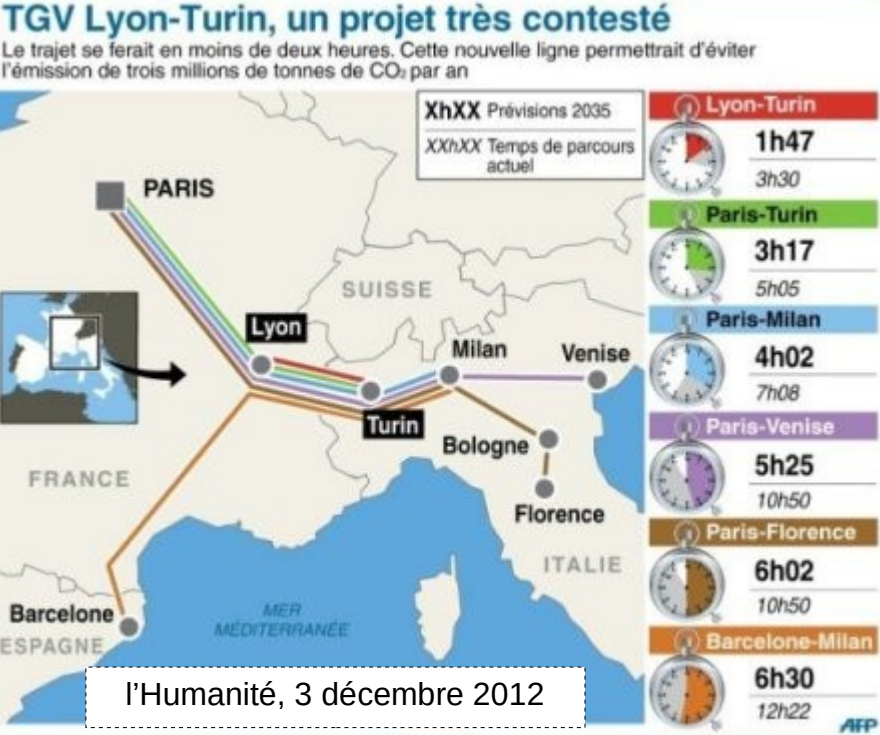 TGV Lyon-Turin, un projet très contesté
Le trajet se ferait en moins de deux heures. Cette nouvelle ligne permettrait d'éviter
l'émission de trois millions de tonnes de CO₂ par an
XhXX Prévisions 2035
XXhXX Temps de parcours
actuel
PARIS
SUISSE
Lyon
Milan
Venise
Turin
Bologne
FRANCE
Florence
ITALIE
Barcelone
ESPAGNE
MER
MÉDITERRANÉE
Lyon-Turin
1h47
3h30
Paris-Turin
3h17
5h05
Paris-Milan
4h02
7h08
Paris-Venise
5h25
10h50
Paris-Florence
6h02
10h50
Barcelone-Milan
6h30
12h22
l'Humanité, 3 décembre 2012
AFP